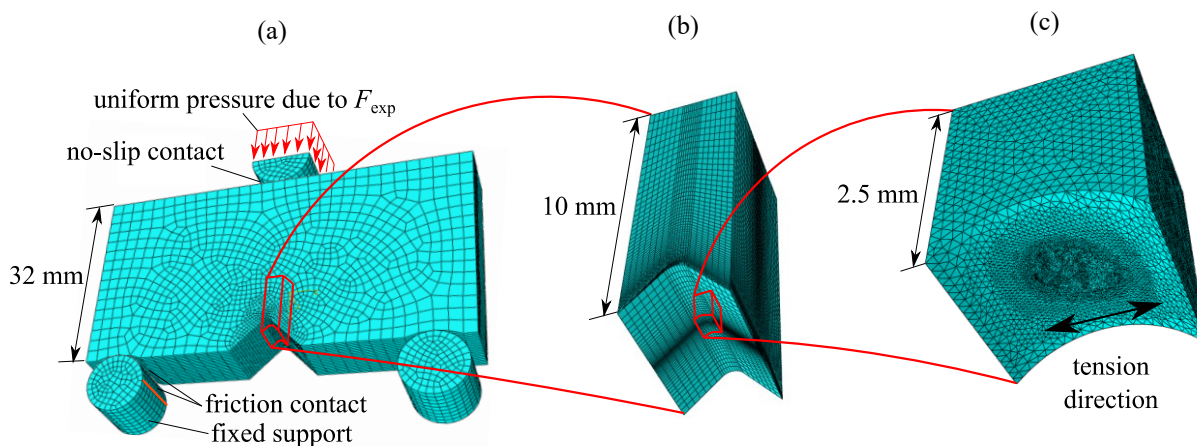 (a)
(b)
(c)
uniform pressure due to F_exp
no-slip contact
32 mm
friction contact
fixed support
10 mm
2.5 mm
tension
direction